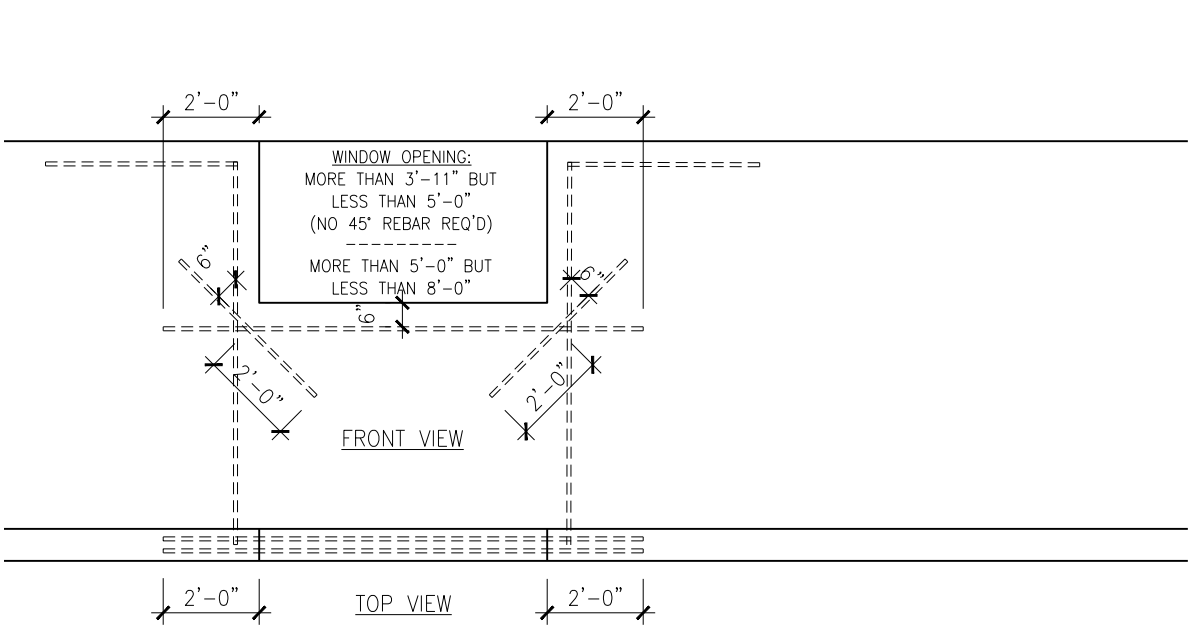 2'-0" 2'-0"
WINDOW OPENING:
MORE THAN 3'-11" BUT
LESS THAN 5'-0"
(NO 45° REBAR REQ'D)
----------
MORE THAN 5'-0" BUT
LESS THAN 8'-0"
6" 6"
6"
2'-0" 2'-0"
FRONT VIEW
2'-0" TOP VIEW 2'-0"